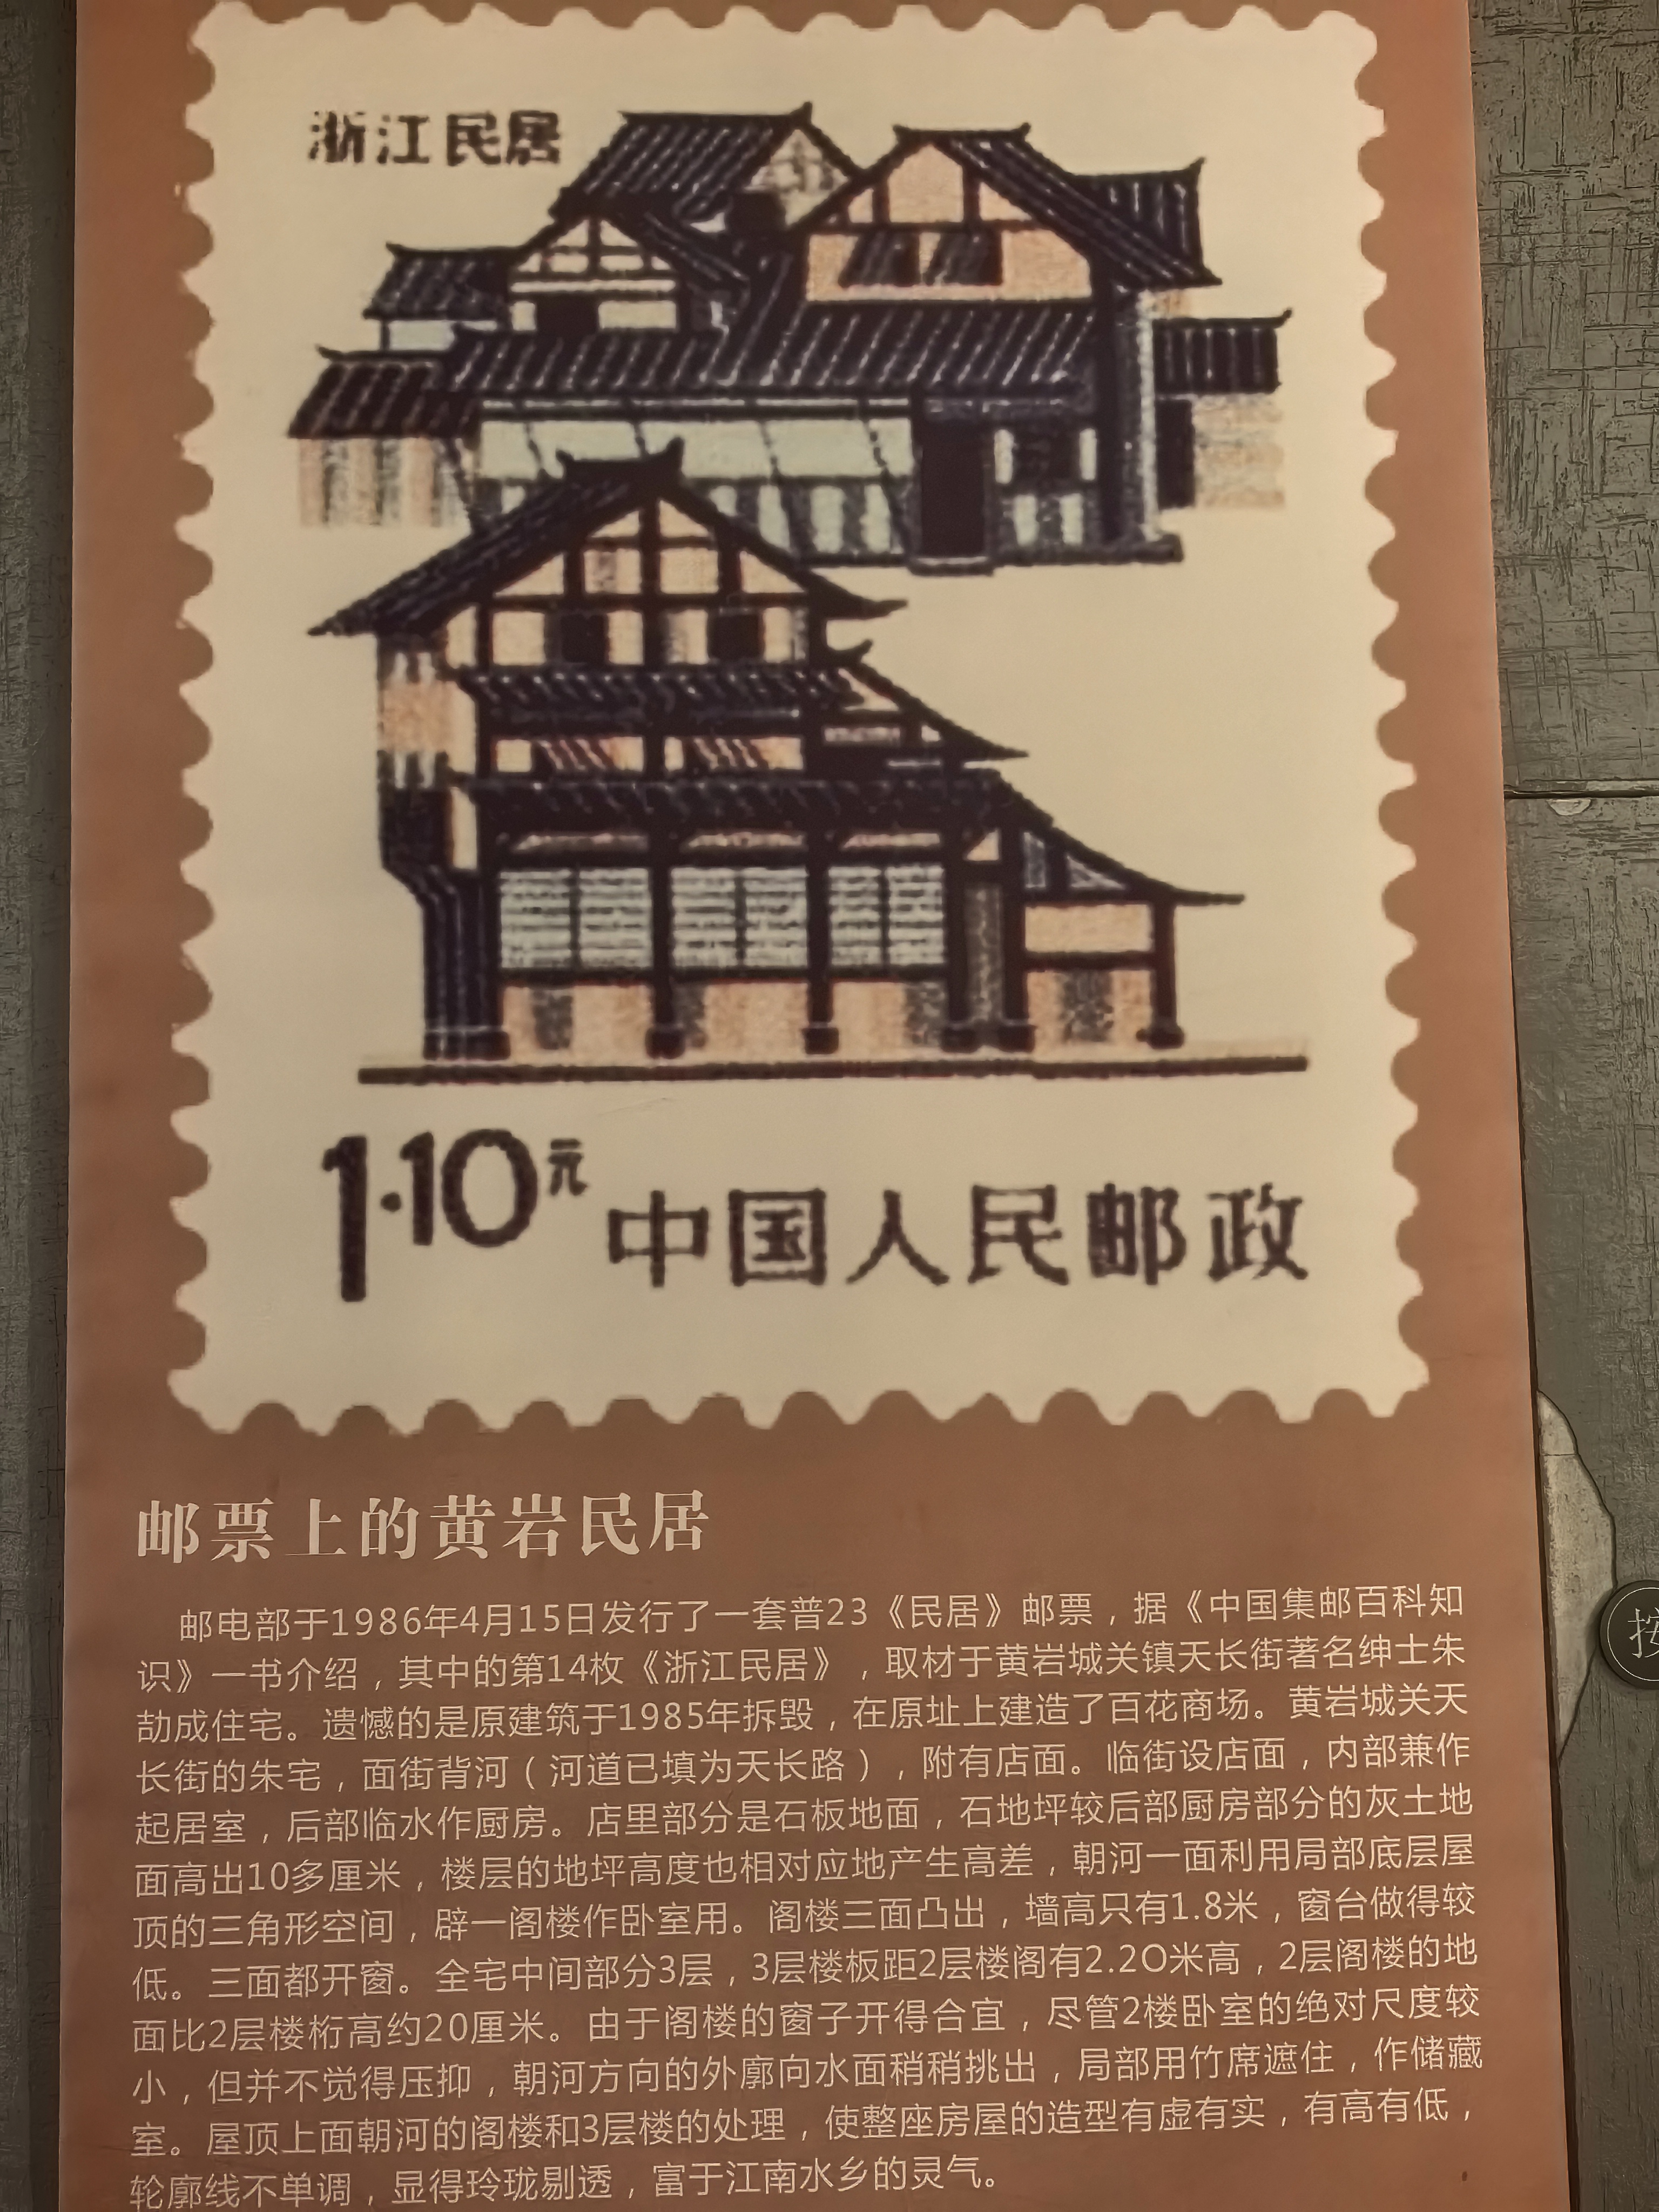 浙江民居
1·10元 中国人民邮政
邮票上的黄岩民居
邮电部于1986年4月15日发行了一套普23《民居》邮票，据《中国集邮百科知
识》一书介绍，其中的第14枚《浙江民居》，取材于黄岩城关镇天长街著名绅士朱
劼成住宅。遗憾的是原建筑于1985年拆毁，在原址上建造了百花商场。黄岩城关天
长街的朱宅，面街背河（河道已填为天长路），附有店面。临街设店面，内部兼作
起居室，后部临水作厨房。店里部分是石板地面，石地坪较后部厨房部分的灰土地
面高出10多厘米，楼层的地坪高度也相对应地产生高差，朝河一面利用局部底层屋
顶的三角形空间，辟一阁楼作卧室用。阁楼三面凸出，墙高只有1.8米，窗台做得较
低。三面都开窗。全宅中间部分3层，3层楼板距2层楼阁有2.2O米高，2层阁楼的地
面比2层楼桁高约20厘米。由于阁楼的窗子开得合宜，尽管2楼卧室的绝对尺度较
小，但并不觉得压抑，朝河方向的外廓向水面稍稍挑出，局部用竹席遮住，作储藏
室。屋顶上面朝河的阁楼和3层楼的处理，使整座房屋的造型有虚有实，有高有低，
轮廓线不单调，显得玲珑剔透，富于江南水乡的灵气。
按